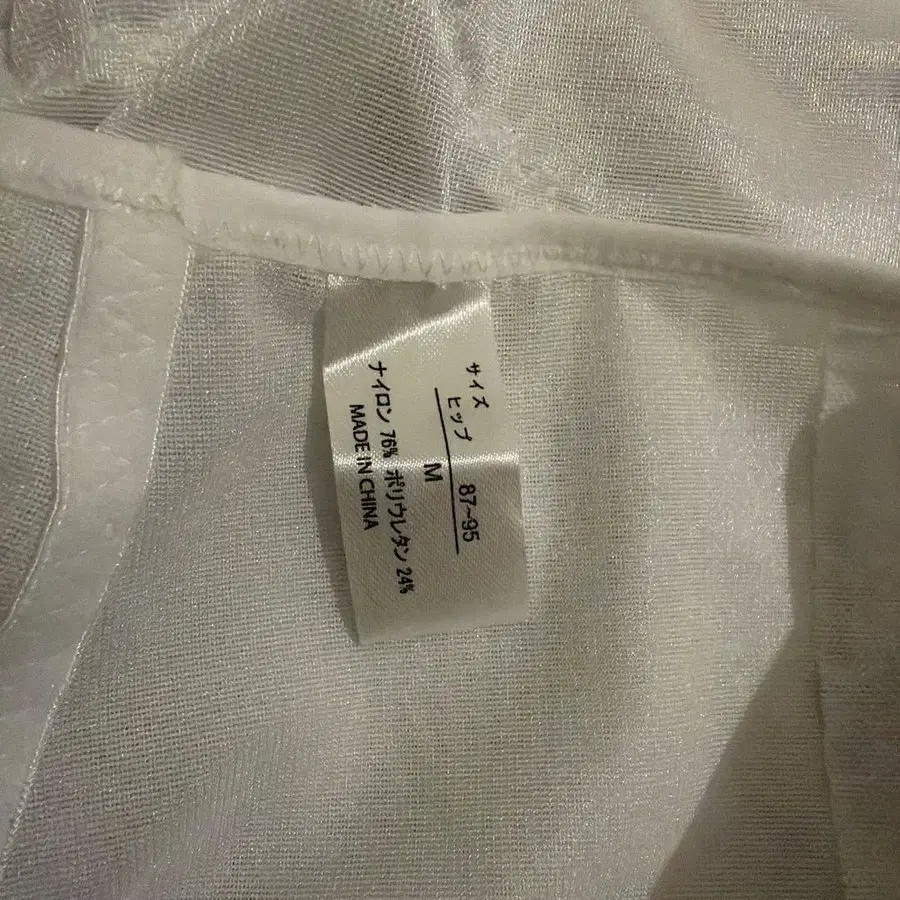 サイズ
ヒップ 87~95
M
ナイロン 76% ポリウレタン 24%
MADE IN CHINA